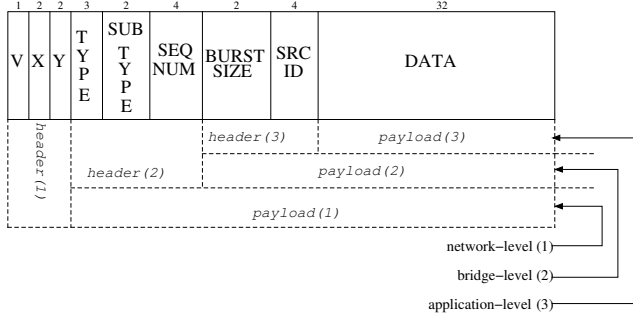 1 2 2 3 2 4 2 4 32
V X Y TYPE SUB TYPE SEQ NUM BURST SIZE SRC ID DATA
header(1)
header(3) payload(3)
header(2) payload(2)
payload(1)
network−level (1)
bridge−level (2)
application−level (3)